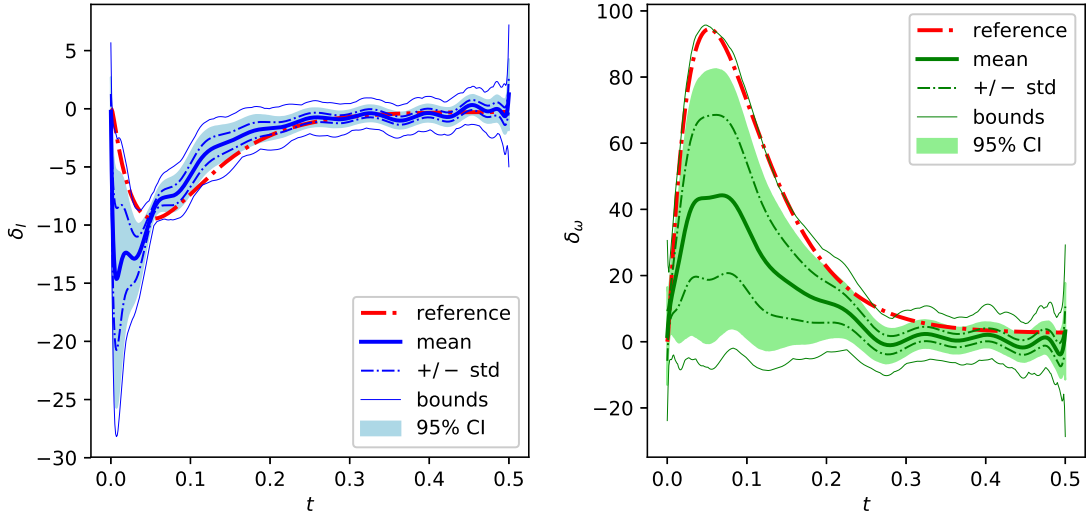 5
0
−5
−10
−15
−20
−25
−30
δl
0.0 0.1 0.2 0.3 0.4 0.5
t
reference
mean
+/− std
bounds
95% CI
100
80
60
40
20
0
−20
δω
0.0 0.1 0.2 0.3 0.4 0.5
t
reference
mean
+/− std
bounds
95% CI